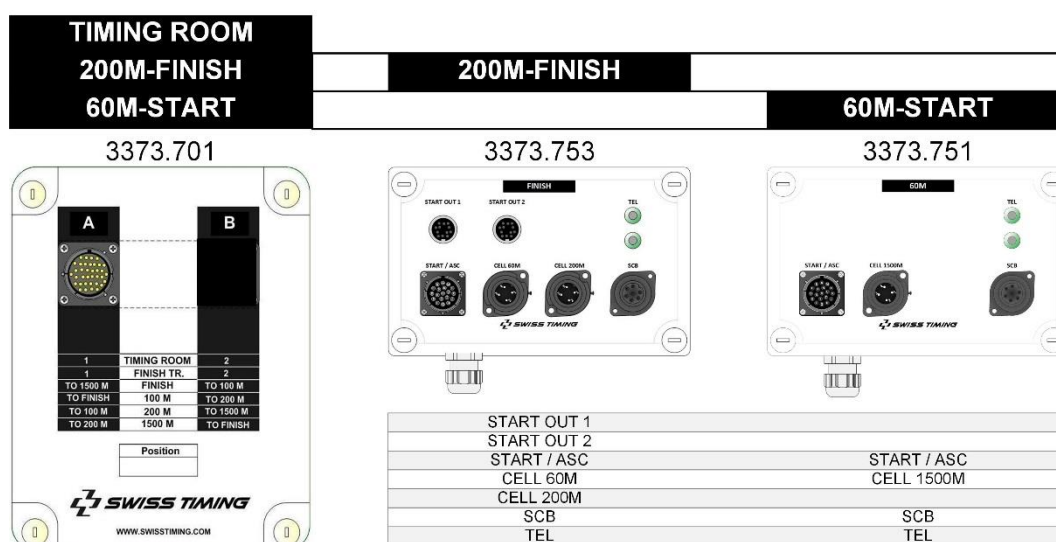 TIMING ROOM
200M-FINISH
200M-FINISH
60M-START
60M-START
3373.701
3373.753
3373.751
A
B
1 TIMING ROOM 2
1 FINISH TR. 2
TO 1500 M FINISH TO 100 M
TO FINISH 100 M TO 200 M
TO 100 M 200 M TO 1500 M
TO 200 M 1500 M TO FINISH
Position
SWISS TIMING
WWW.SWISSTIMING.COM
FINISH
START OUT 1 START OUT 2 TEL
START / ASC CELL 60M CELL 200M SCB
SWISS TIMING
60M
TEL
START / ASC CELL 1500M SCB
SWISS TIMING
START OUT 1
START OUT 2
START / ASC START / ASC
CELL 60M CELL 1500M
CELL 200M
SCB SCB
TEL TEL